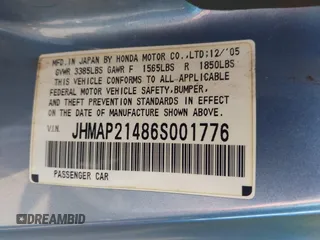 MFD.IN JAPAN BY HONDA MOTOR CO.,LTD:12/'05
GVWR 3385LBS GAWR F 1565LBS R 1850LBS
THIS VEHICLE CONFORMS TO ALL APPLICABLE
FEDERAL MOTOR VEHICLE SAFETY,BUMPER,
AND THEFT PREVENTION STANDARDS IN EFFECT
ON THE DATE OF MANUFACTURE SHOWN ABOVE.
V.I.N. JHMAP21486S001776
PASSENGER CAR
DREAMBID